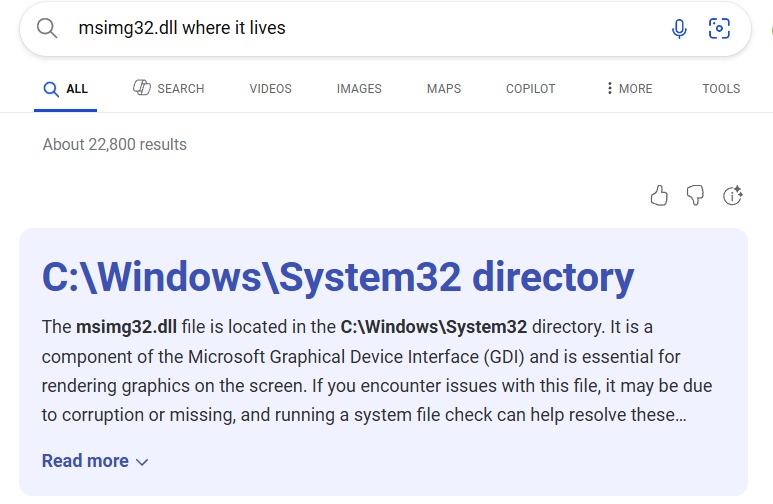 msimg32.dll where it lives
ALL SEARCH VIDEOS IMAGES MAPS COPILOT MORE TOOLS
About 22,800 results
C:\Windows\System32 directory
The msimg32.dll file is located in the C:\Windows\System32 directory. It is a
component of the Microsoft Graphical Device Interface (GDI) and is essential for
rendering graphics on the screen. If you encounter issues with this file, it may be due
to corruption or missing, and running a system file check can help resolve these...
Read more